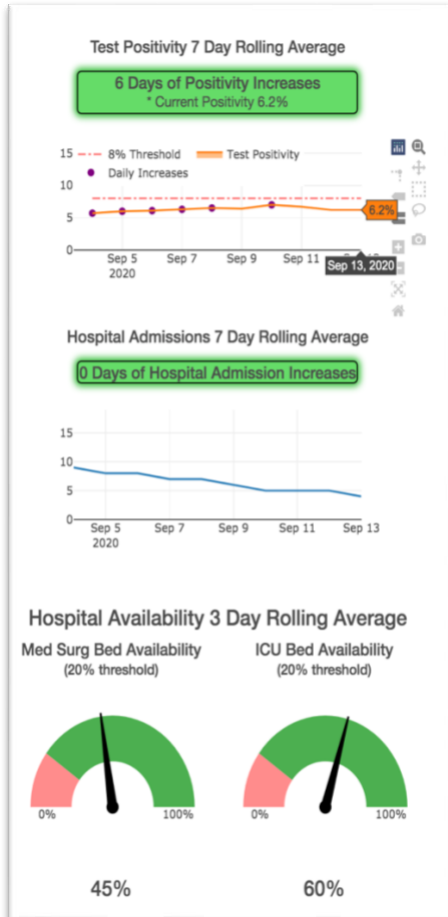 Test Positivity 7 Day Rolling Average
6 Days of Positivity Increases
* Current Positivity 6.2%
15
8% Threshold
Test Positivity
Daily Increases
10
5
6.2%
0
Sep 5
2020
Sep 7
Sep 9
Sep 11
Sep 13, 2020
Hospital Admissions 7 Day Rolling Average
0 Days of Hospital Admission Increases
15
10
5
0
Sep 5
2020
Sep 7
Sep 9
Sep 11
Sep 13
Hospital Availability 3 Day Rolling Average
Med Surg Bed Availability
(20% threshold)
ICU Bed Availability
(20% threshold)
0%
100%
0%
100%
45%
60%